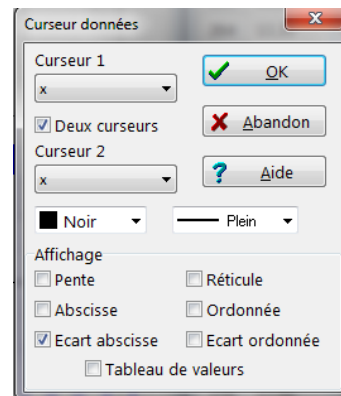 Curseur données
x
Curseur 1
x
OK
Deux curseurs
Abandon
Curseur 2
x
Aide
Noir
Plein
Affichage
Pente
Réticule
Abscisse
Ordonnée
Ecart abscisse
Ecart ordonnée
Tableau de valeurs